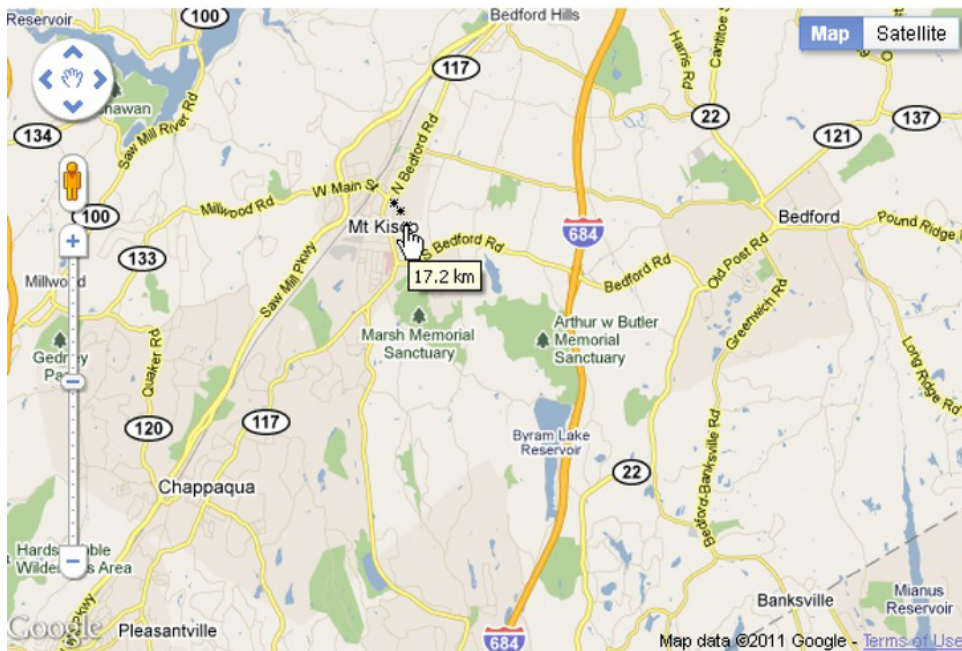 Reservoir
100
Bedford Hills
Map
Satellite
117
Harris Rd
Cantitoe St
22
137
121
134
Saw Mill River Rd
N Bedford Rd
W Main St
Millwood Rd
100
133
Mt Kisco
684
Bedford
Pound Ridge
S Bedford Rd
17.2 km
Bedford Rd
Old Post Rd
Greenwich Rd
Saw Mill Pkwy
Millwood
Marsh Memorial
Sanctuary
Arthur w Butler
Memorial
Sanctuary
Quaker Rd
Long Ridge Rd
120
117
Byram Lake
Reservoir
22
Bedford-Banksville Rd
Chappaqua
Banksville
Mianus
Reservoir
Pleasantville
Google
684
Map data ©2011 Google - Terms of Use